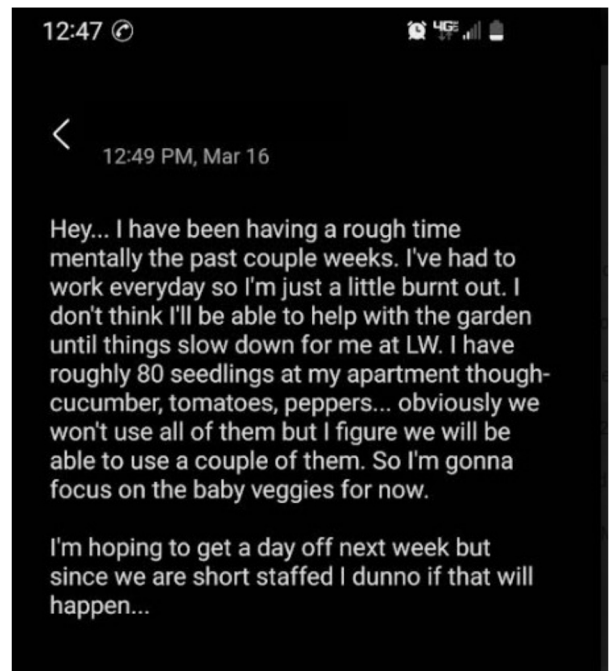 12:47
4GE
12:49 PM, Mar 16
Hey... I have been having a rough time
mentally the past couple weeks. I've had to
work everyday so I'm just a little burnt out. I
don't think I'll be able to help with the garden
until things slow down for me at LW. I have
roughly 80 seedlings at my apartment though-
cucumber, tomatoes, peppers... obviously we
won't use all of them but I figure we will be
able to use a couple of them. So I'm gonna
focus on the baby veggies for now.
I'm hoping to get a day off next week but
since we are short staffed I dunno if that will
happen...